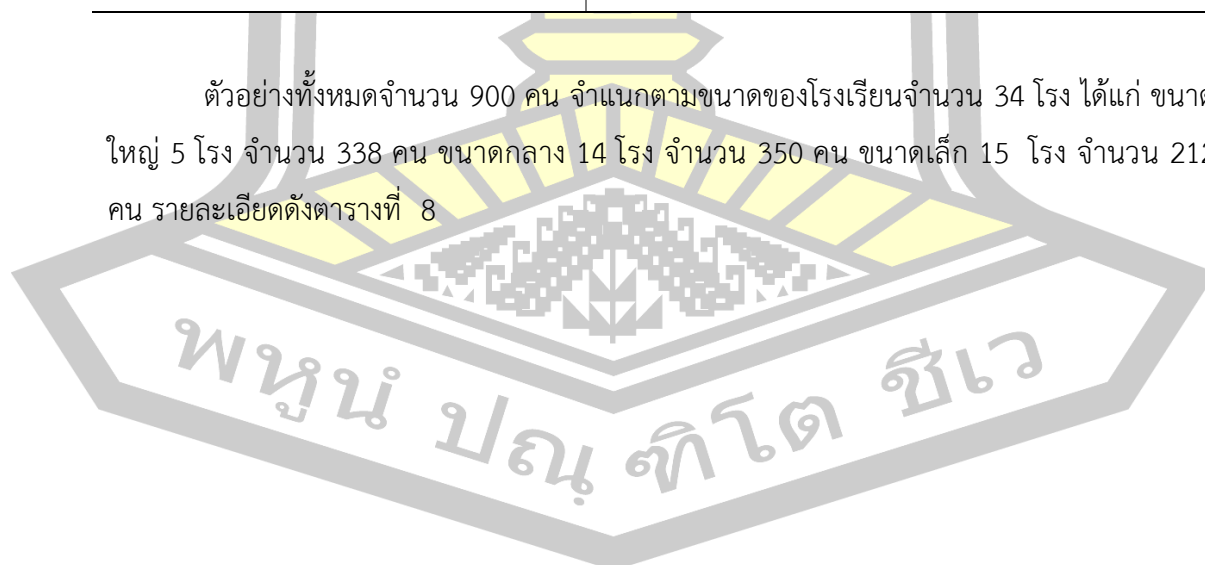 ตัวอย่างทั้งหมดจำนวน 900 คน จำแนกตามขนาดของโรงเรียนจำนวน 34 โรง ได้แก่ ขนาด
ใหญ่ 5 โรง จำนวน 338 คน ขนาดกลาง 14 โรง จำนวน 350 คน ขนาดเล็ก 15 โรง จำนวน 212
คน รายละเอียดดังตารางที่ 8
พหูนํ ปณฺ ฑิโต ชีเว